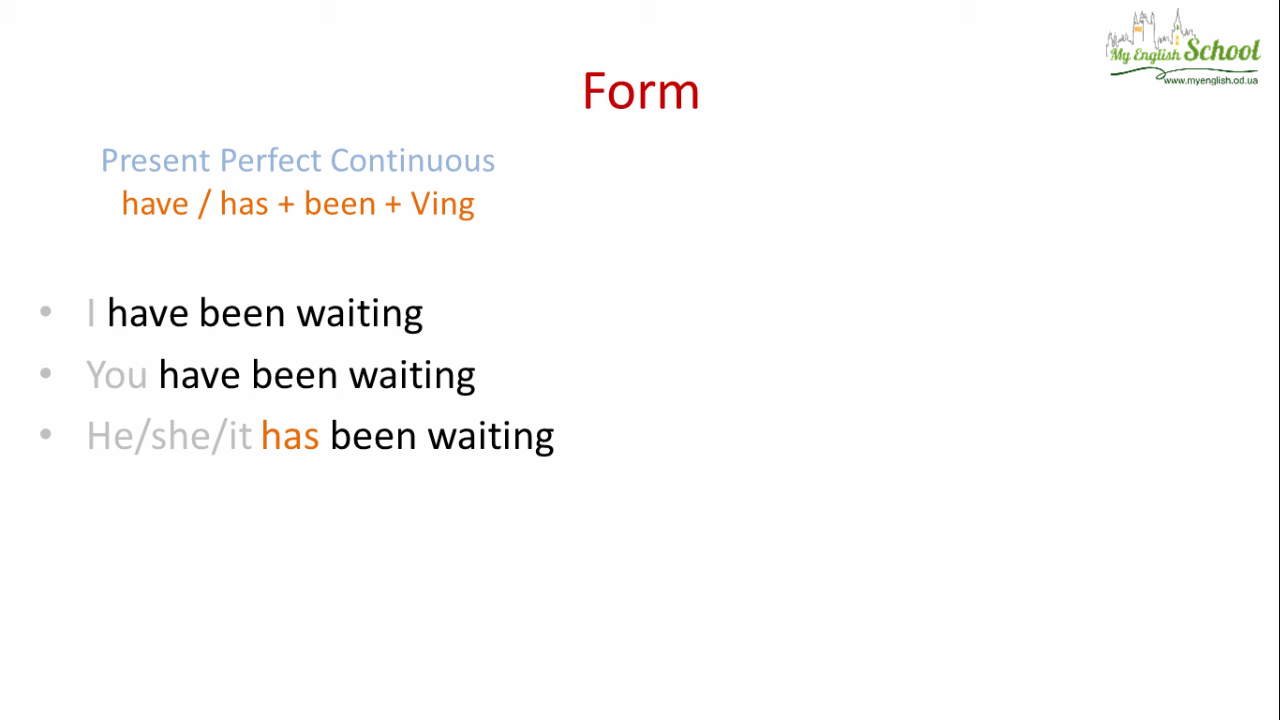 My English School
www.myenglish.od.ua
Form
Present Perfect Continuous
have / has + been + Ving
• I have been waiting
• You have been waiting
• He/she/it has been waiting